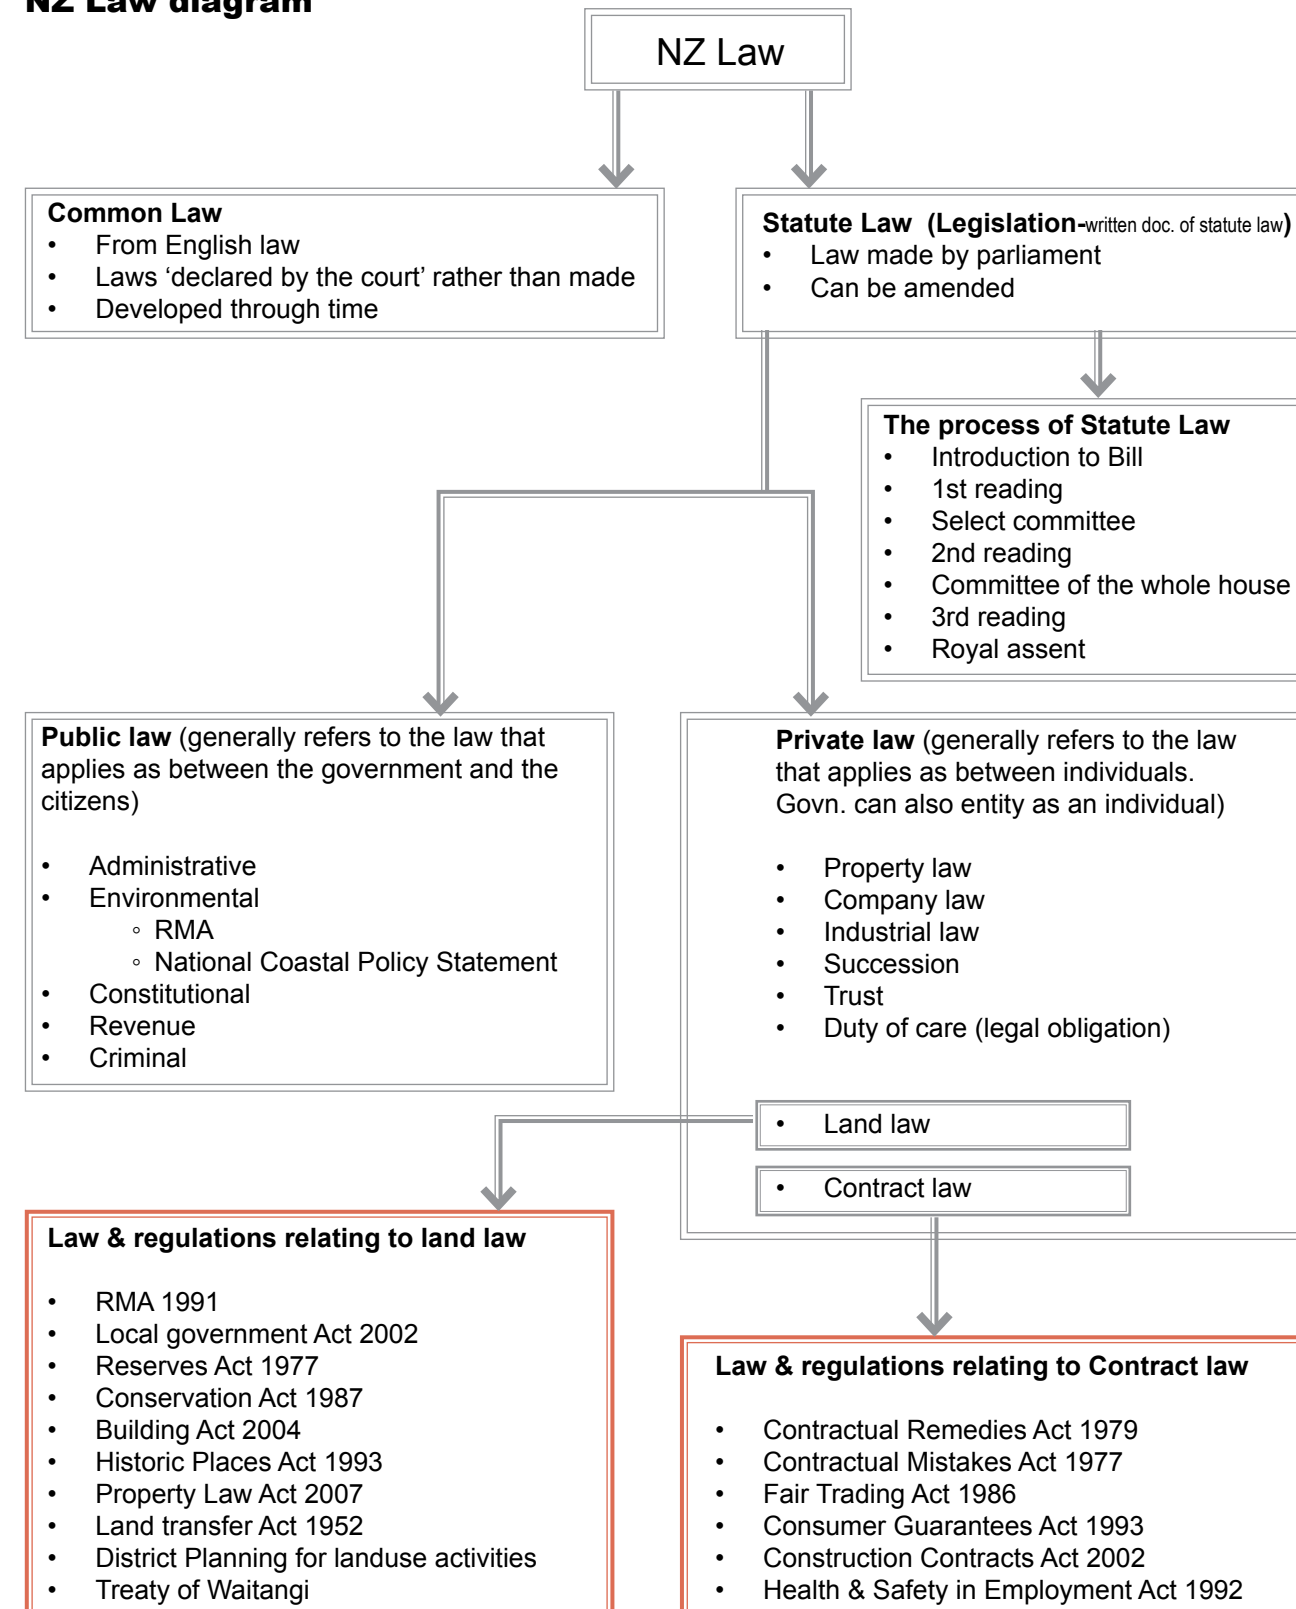 NZ Law diagram
NZ Law
Common Law
• From English law
• Laws ‘declared by the court’ rather than made
• Developed through time
Statute Law (Legislation-written doc. of statute law)
• Law made by parliament
• Can be amended
The process of Statute Law
• Introduction to Bill
• 1st reading
• Select committee
• 2nd reading
• Committee of the whole house
• 3rd reading
• Royal assent
Public law (generally refers to the law that
applies as between the government and the
citizens)
• Administrative
• Environmental
◦ RMA
◦ National Coastal Policy Statement
• Constitutional
• Revenue
• Criminal
Private law (generally refers to the law
that applies as between individuals.
Govn. can also entity as an individual)
• Property law
• Company law
• Industrial law
• Succession
• Trust
• Duty of care (legal obligation)
• Land law
• Contract law
Law & regulations relating to land law
• RMA 1991
• Local government Act 2002
• Reserves Act 1977
• Conservation Act 1987
• Building Act 2004
• Historic Places Act 1993
• Property Law Act 2007
• Land transfer Act 1952
• District Planning for landuse activities
• Treaty of Waitangi
Law & regulations relating to Contract law
• Contractual Remedies Act 1979
• Contractual Mistakes Act 1977
• Fair Trading Act 1986
• Consumer Guarantees Act 1993
• Construction Contracts Act 2002
• Health & Safety in Employment Act 1992